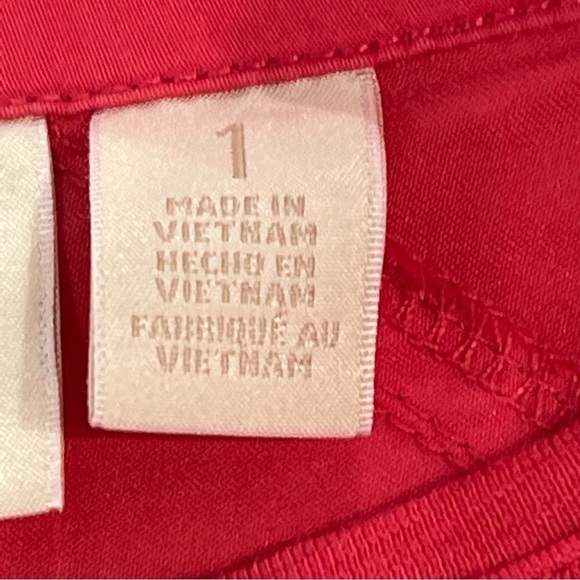 1
MADE IN
VIETNAM
HECHO EN
VIETNAM
FABRIQUÉ AU
VIETNAM